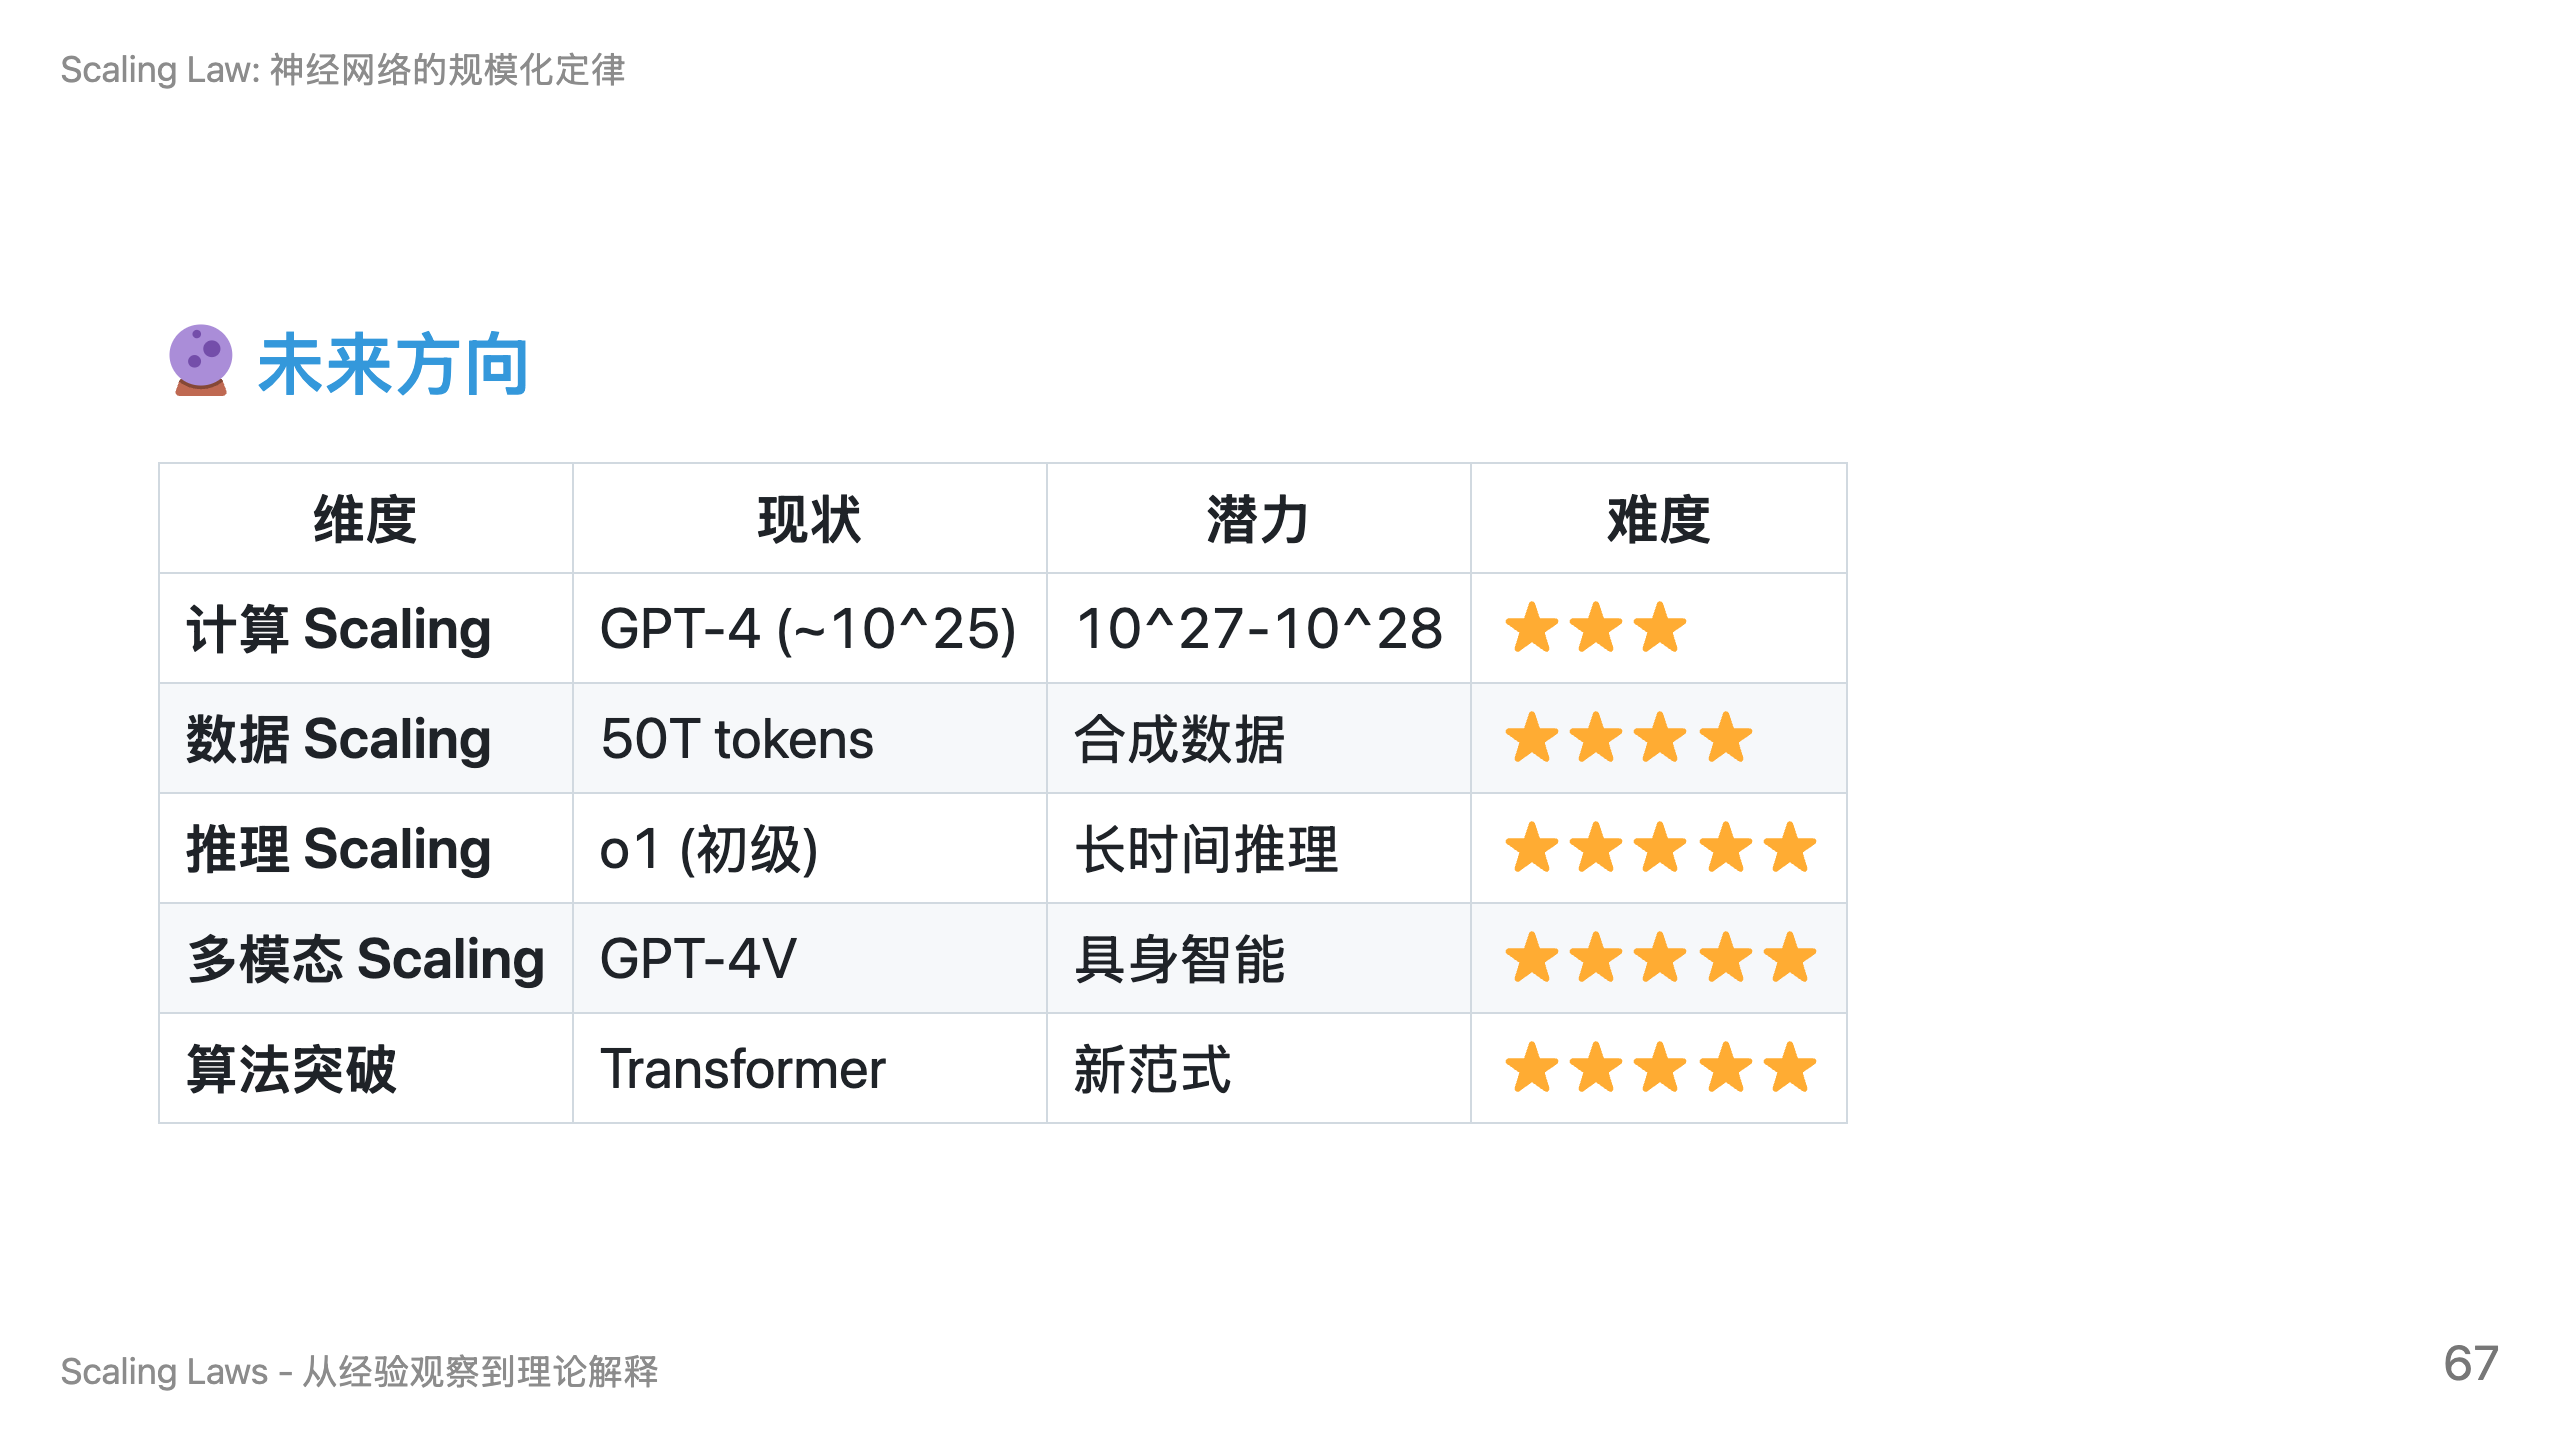 Scaling Law: 神经网络的规模化定律
🔮 未来方向
维度 现状 潜力 难度
计算 Scaling GPT-4 (~10^25) 10^27-10^28 ⭐⭐⭐
数据 Scaling 50T tokens 合成数据 ⭐⭐⭐⭐
推理 Scaling o1 (初级) 长时间推理 ⭐⭐⭐⭐⭐
多模态 Scaling GPT-4V 具身智能 ⭐⭐⭐⭐⭐
算法突破 Transformer 新范式 ⭐⭐⭐⭐⭐
Scaling Laws - 从经验观察到理论解释
67